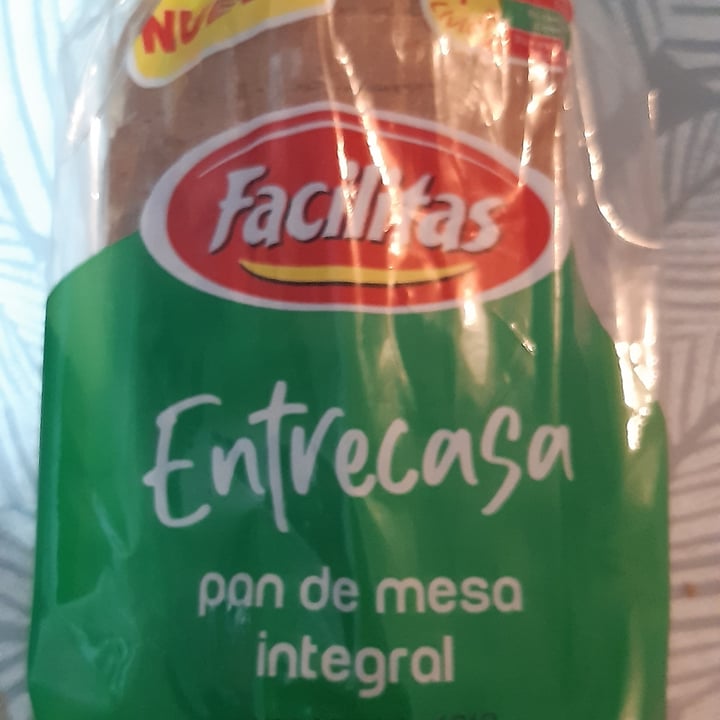 Facilitas
Entrecasa
pan de mesa
integral